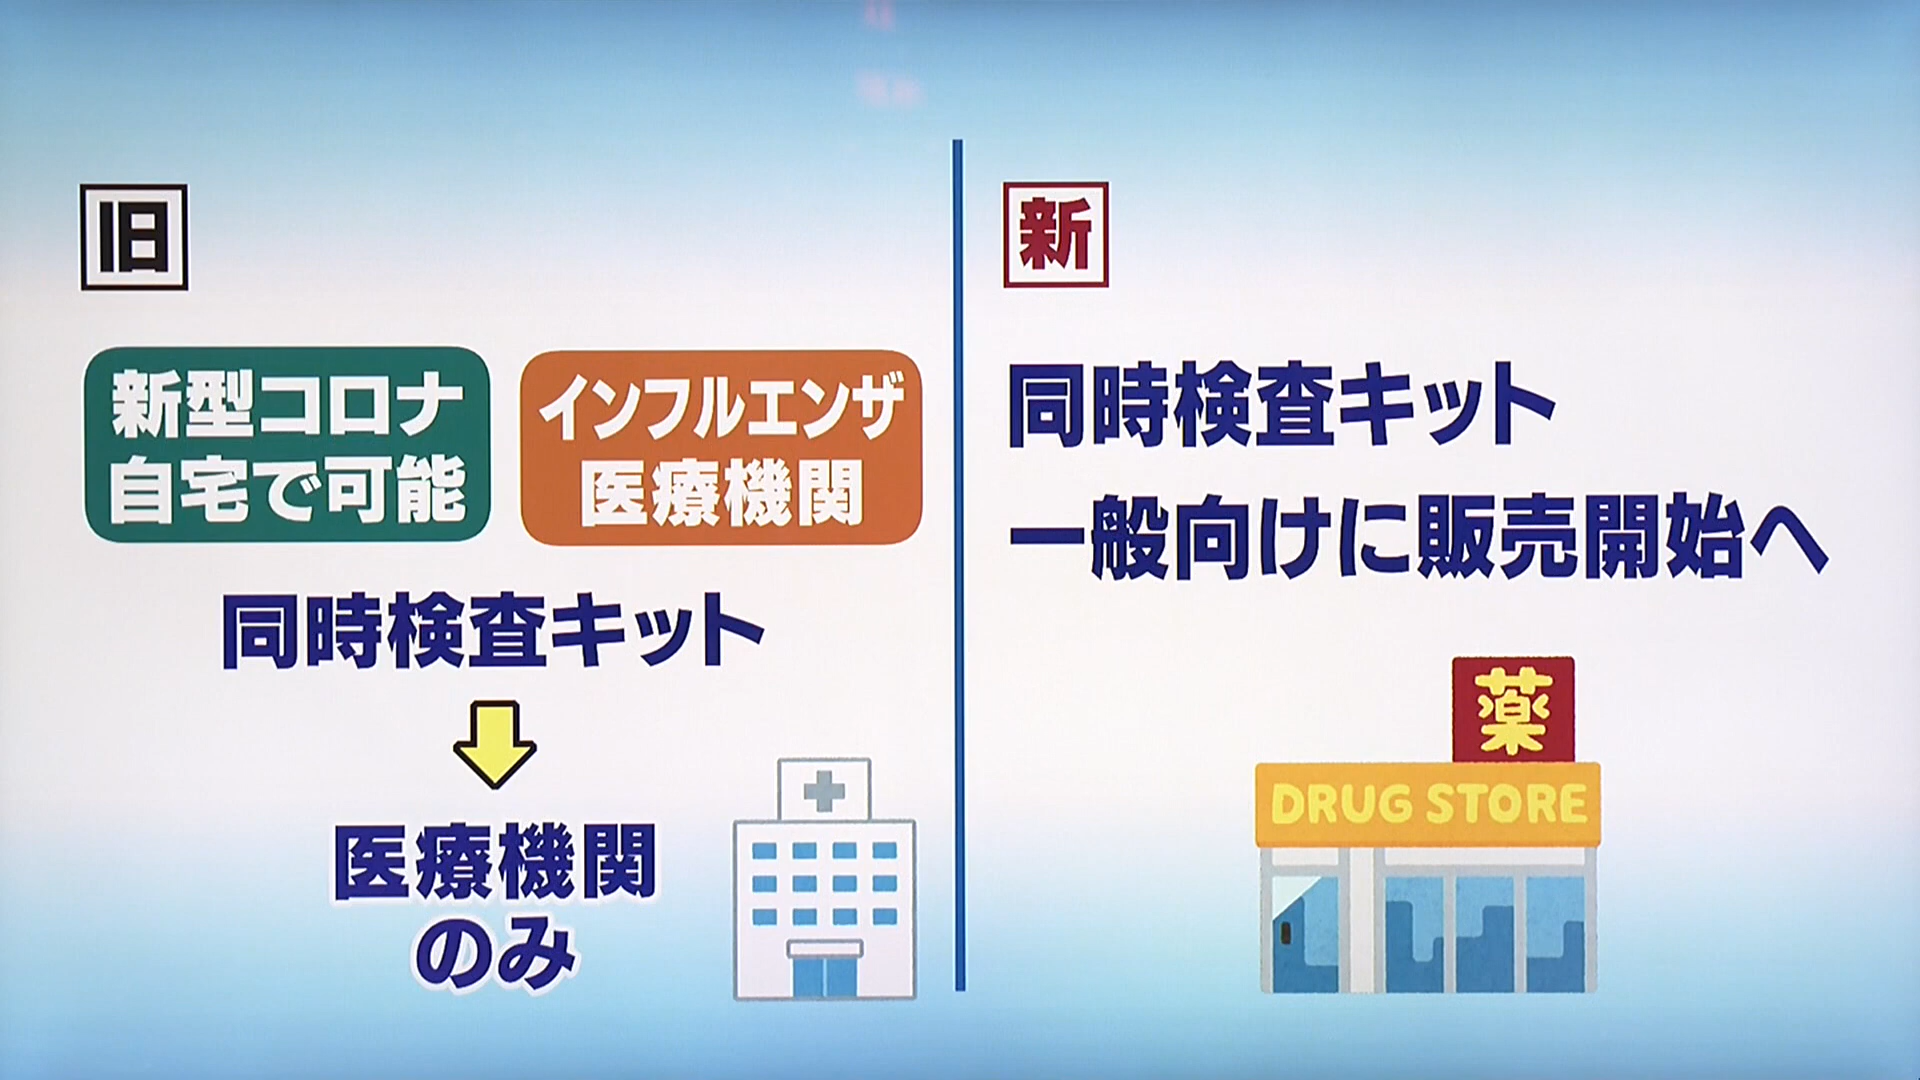 旧
新型コロナ
自宅で可能
インフルエンザ
医療機関
同時検査キット
医療機関
のみ
新
同時検査キット
一般向けに販売開始へ
薬
DRUG STORE